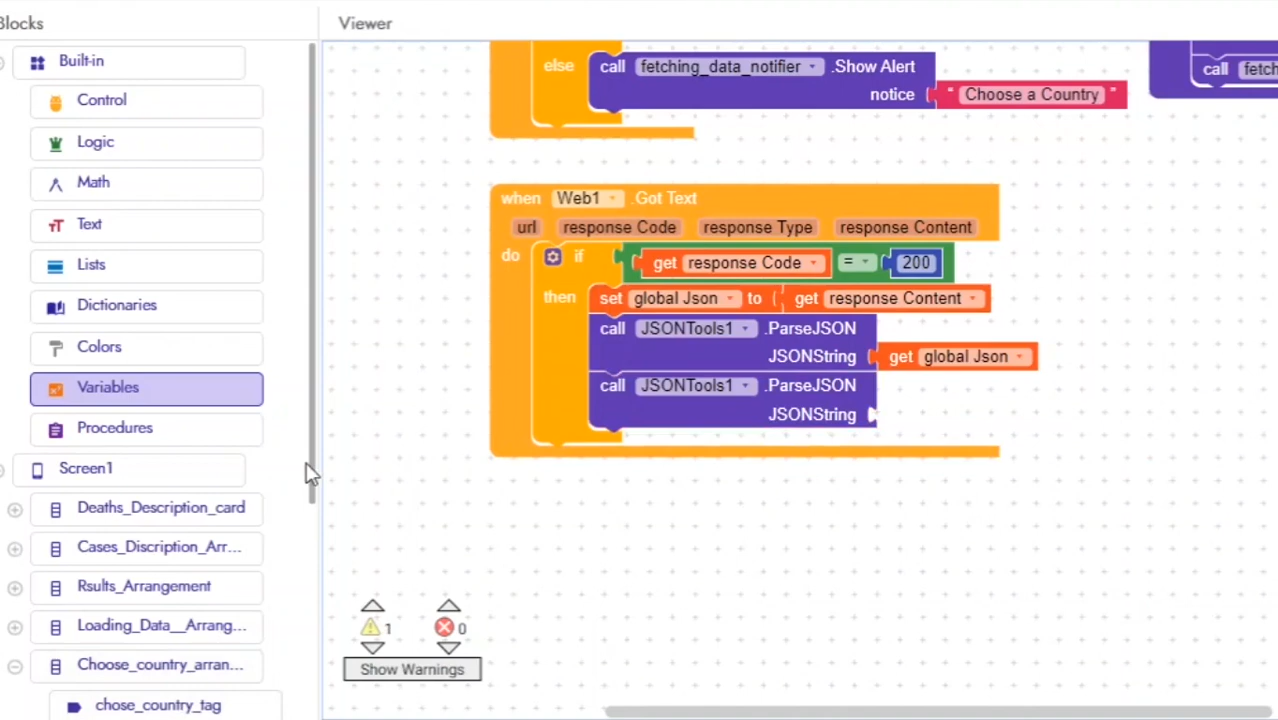 Blocks
Viewer
Built-in
Control
Logic
Math
Text
Lists
Dictionaries
Colors
Variables
Procedures
Screen1
Deaths_Description_card
Cases_Discription_Arr...
Rsults_Arrangement
Loading_Data__Arrang...
Choose_country_arran...
chose_country_tag
else call fetching_data_notifier .Show Alert
notice " Choose a Country "
call fetch
when Web1 .Got Text
url response Code response Type response Content
do if get response Code = 200
then set global Json to get response Content
call JSONTools1 .ParseJSON
JSONString get global Json
call JSONTools1 .ParseJSON
JSONString
1 0
Show Warnings